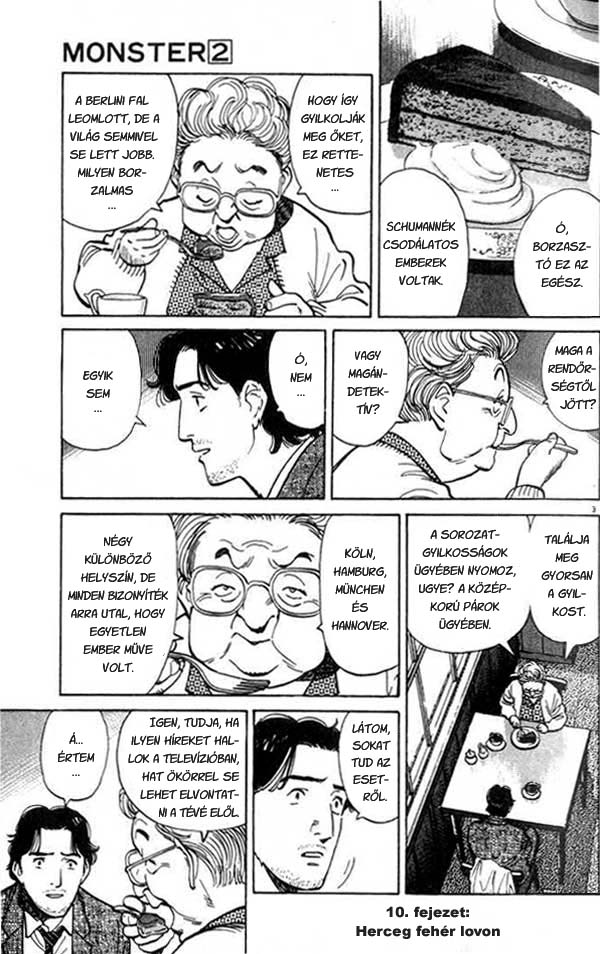 MONSTER 2
Ó,
BORZASZ-
TÓ EZ AZ
EGÉSZ.
SCHUMANNÉK
CSODÁLATOS
EMBEREK
VOLTAK.
HOGY ÍGY
GYILKOLJÁK
MEG ŐKET,
EZ RETTE-
NETES
...
A BERLINI FAL
LEOMLOTT, DE A
VILÁG SEMMIVEL
SE LETT JOBB.
MILYEN BOR-
ZALMAS
...
MAGA A
RENDŐR-
SÉGTŐL
JÖTT?
VAGY
MAGÁN-
DETEK-
TÍV?
Ó,
NEM
...
EGYIK
SEM
...
3
TALÁLJA
MEG
GYORSAN
A GYIL-
KOST.
A SOROZAT-
GYILKOSSÁGOK
ÜGYÉBEN NYOMOZ,
UGYE? A KÖZÉP-
KORÚ PÁROK
ÜGYÉBEN.
KÖLN,
HAMBURG,
MÜNCHEN
ÉS
HANNOVER.
NÉGY
KÜLÖNBÖZŐ
HELYSZÍN, DE
MINDEN BIZONYÍTÉK
ARRA UTAL, HOGY
EGYETLEN
EMBER MŰVE
VOLT.
LÁTOM,
SOKAT
TUD AZ
ESET-
RŐL.
IGEN, TUDJA, HA
ILYEN HÍREKET HAL-
LOK A TELEVÍZIÓBAN,
HAT ÖKÖRREL SE
LEHET ELVONTAT-
NI A TÉVÉ ELŐL.
Á...
ÉRTEM
...
10. fejezet:
Herceg fehér lovon